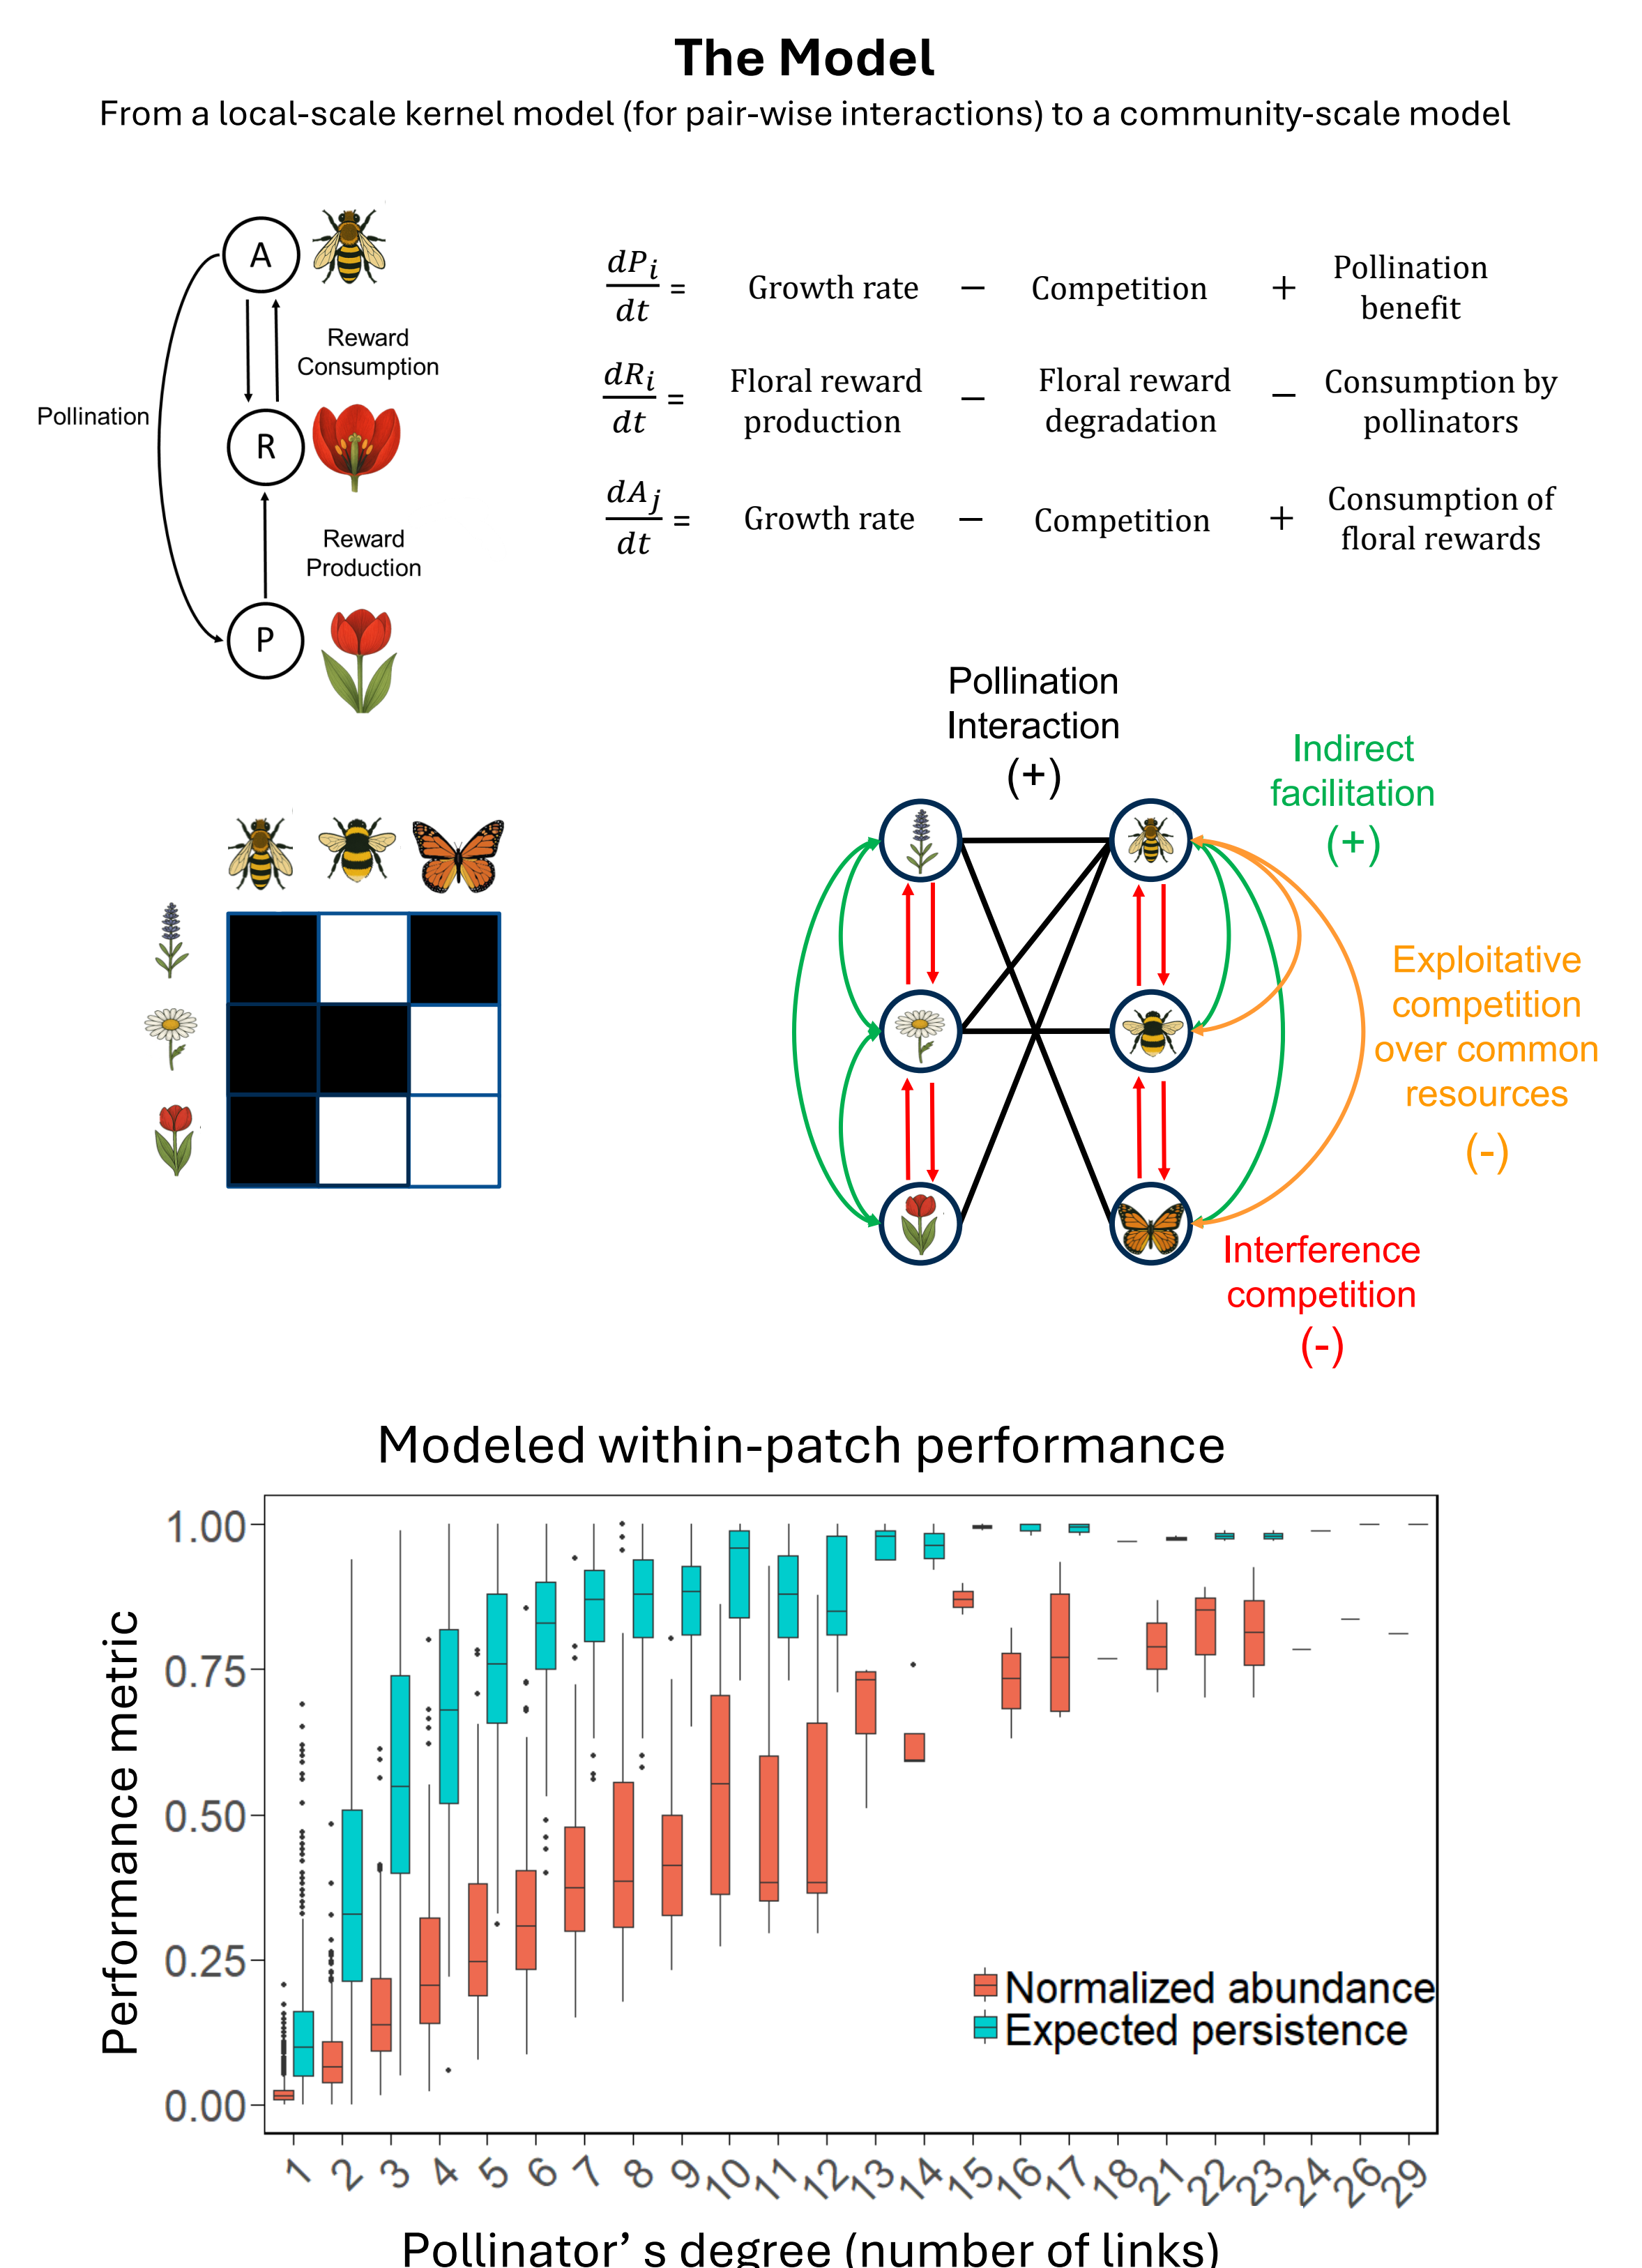 The Model
From a local-scale kernel model (for pair-wise interactions) to a community-scale model
A
Reward
Consumption
Pollination
R
Reward
Production
P
dP_i/dt = Growth rate − Competition + Pollination benefit
dR_i/dt = Floral reward production − Floral reward degradation − Consumption by pollinators
dA_j/dt = Growth rate − Competition + Consumption of floral rewards
Pollination
Interaction
(+)
Indirect
facilitation
(+)
Exploitative
competition
over common
resources
(-)
Interference
competition
(-)
Modeled within-patch performance
Performance metric
1.00
0.75
0.50
0.25
0.00
Normalized abundance
Expected persistence
1 2 3 4 5 6 7 8 9 10 11 12 13 14 15 16 17 18 21 22 23 24 26 29
Pollinator’ s degree (number of links)